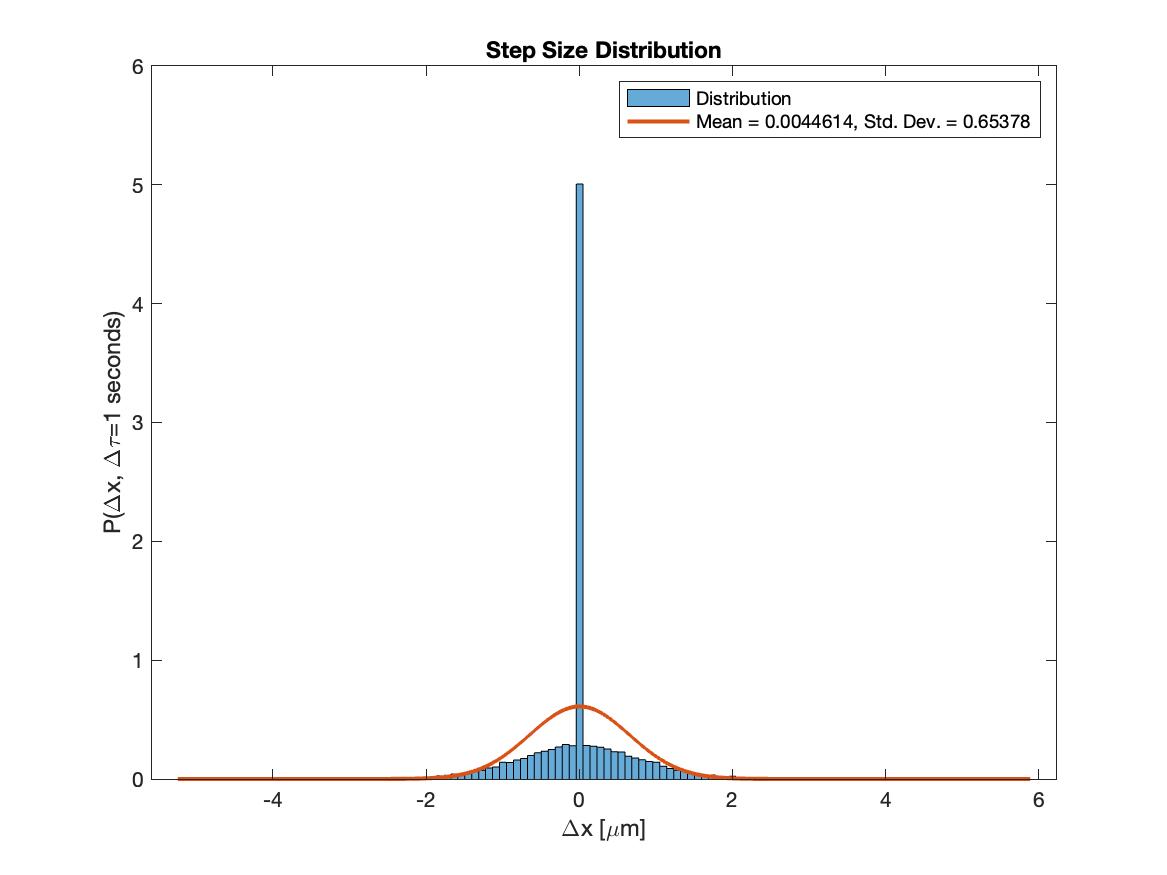 Step Size Distribution
6
5
4
3
2
1
0
-4
-2
0
2
4
6
P(Δx, Δτ=1 seconds)
Δx [μm]
Distribution
Mean = 0.0044614, Std. Dev. = 0.65378